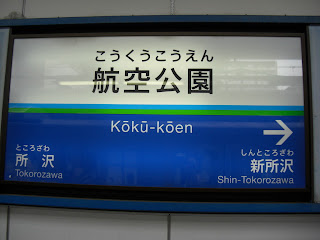 こうくうこうえん
航空公園
Kōkū-kōen
ところざわ
所沢
Tokorozawa
しんところざわ
新所沢
Shin-Tokorozawa